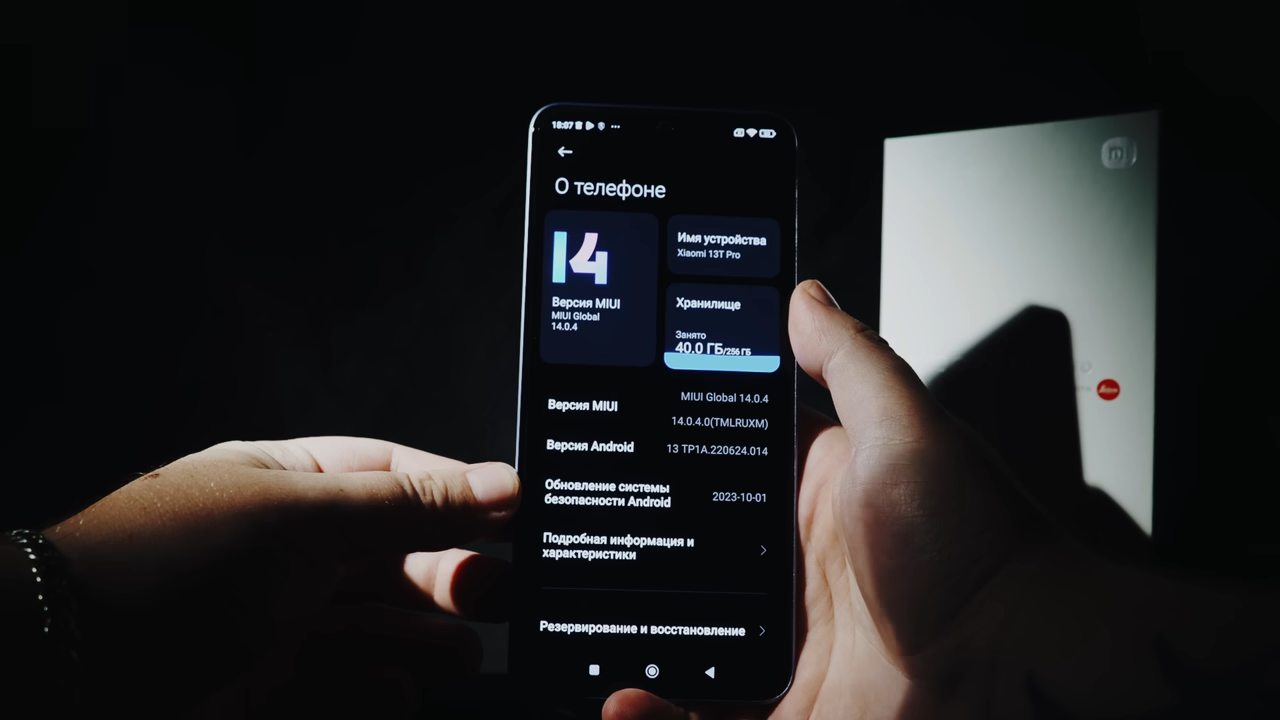 18:07
О телефоне
14
Версия MIUI
MIUI Global
14.0.4
Имя устройства
Xiaomi 13T Pro
Хранилище
Занято
40.0 ГБ/256 ГБ
Версия MIUI
MIUI Global 14.0.4
14.0.4.0(TMLRUXM)
Версия Android
13 TP1A.220624.014
Обновление системы
безопасности Android
2023-10-01
Подробная информация и
характеристики
Резервирование и восстановление
mi
Leica